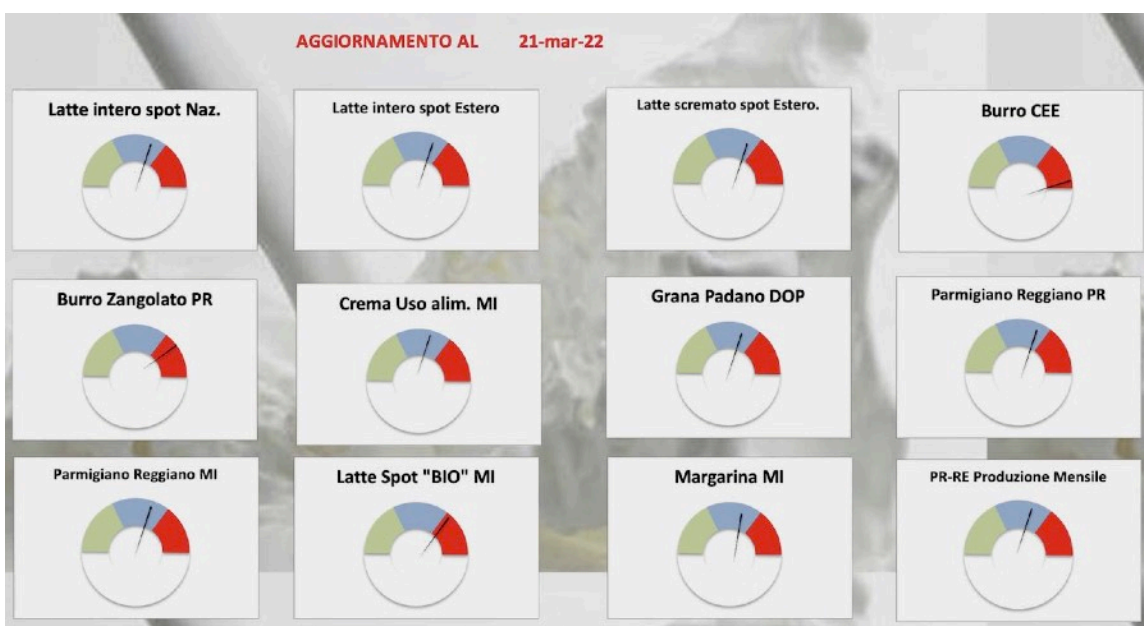 AGGIORNAMENTO AL 21-mar-22
Latte intero spot Naz.
Latte intero spot Estero
Latte scremato spot Estero.
Burro CEE
Burro Zangolato PR
Crema Uso alim. MI
Grana Padano DOP
Parmigiano Reggiano PR
Parmigiano Reggiano MI
Latte Spot "BIO" MI
Margarina MI
PR-RE Produzione Mensile